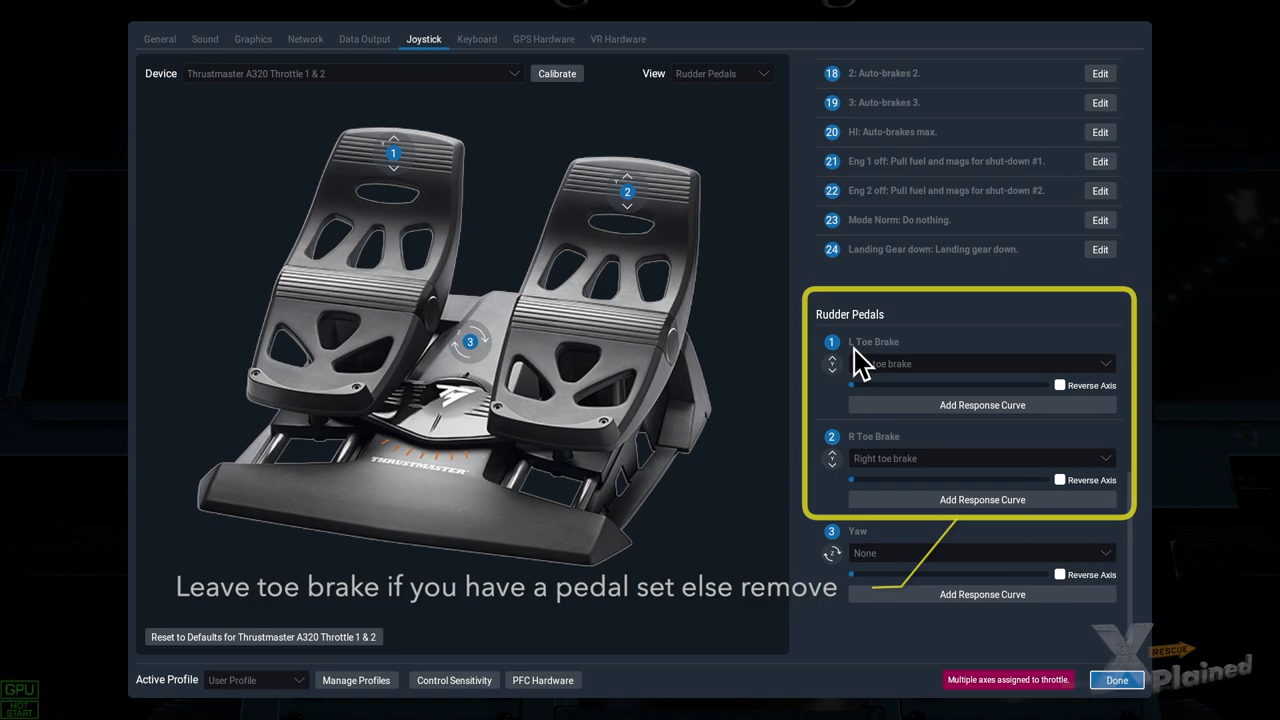 General Sound Graphics Network Data Output Joystick Keyboard GPS Hardware VR Hardware
Device Thrustmaster A320 Throttle 1 & 2 Calibrate View Rudder Pedals
18 2: Auto-brakes 2. Edit
19 3: Auto-brakes 3. Edit
20 HI: Auto-brakes max. Edit
21 Eng 1 off: Pull fuel and mags for shut-down #1. Edit
22 Eng 2 off: Pull fuel and mags for shut-down #2. Edit
23 Mode Norm: Do nothing. Edit
24 Landing Gear down: Landing gear down. Edit
1
2
3
THRUSTMASTER
Rudder Pedals
1 L Toe Brake
Y toe brake
Reverse Axis
Add Response Curve
2 R Toe Brake
Y Right toe brake
Reverse Axis
Add Response Curve
3 Yaw
Z None
Reverse Axis
Add Response Curve
Leave toe brake if you have a pedal set else remove
Reset to Defaults for Thrustmaster A320 Throttle 1 & 2
Active Profile User Profile Manage Profiles Control Sensitivity PFC Hardware Multiple axes assigned to throttle. Done
GPU
HOT
START
X RESCUE
Plained